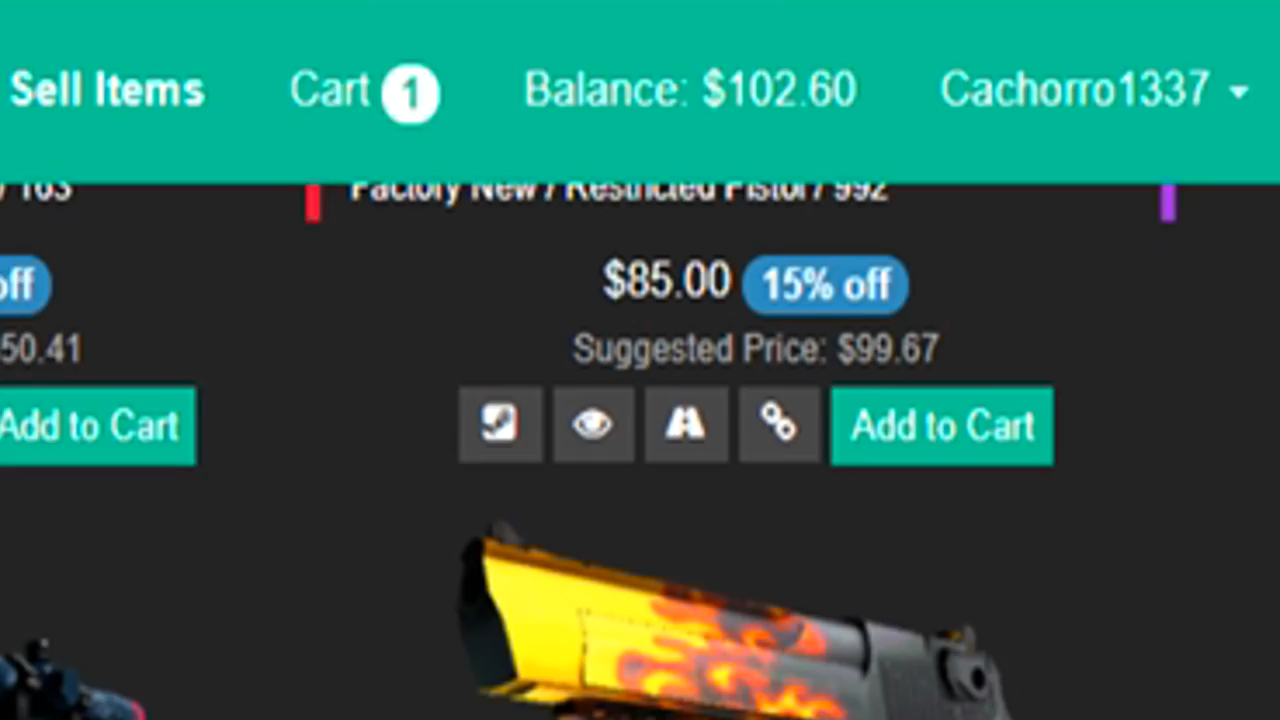 Sell Items Cart 1 Balance: $102.60 Cachorro1337
/ 163 Factory New / Restricted Pistol / 992
off $85.00 15% off
50.41 Suggested Price: $99.67
Add to Cart Add to Cart